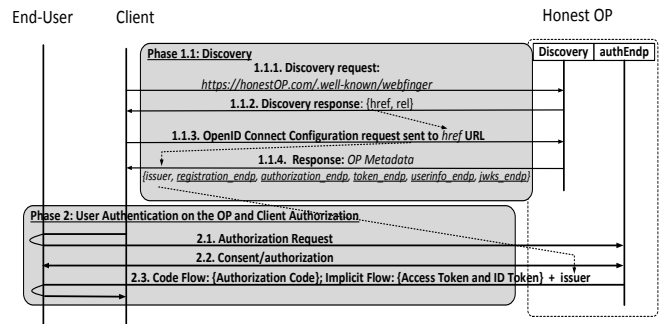 End-User Client Honest OP
Discovery authEndp
Phase 1.1: Discovery
1.1.1. Discovery request:
https://honestOP.com/.well-known/webfinger
1.1.2. Discovery response: {href, rel}
1.1.3. OpenID Connect Configuration request sent to href URL
1.1.4. Response: OP Metadata
{issuer, registration_endp, authorization_endp, token_endp, userinfo_endp, jwks_endp}
Phase 2: User Authentication on the OP and Client Authorization
2.1. Authorization Request
2.2. Consent/authorization
2.3. Code Flow: {Authorization Code}; Implicit Flow: {Access Token and ID Token} + issuer